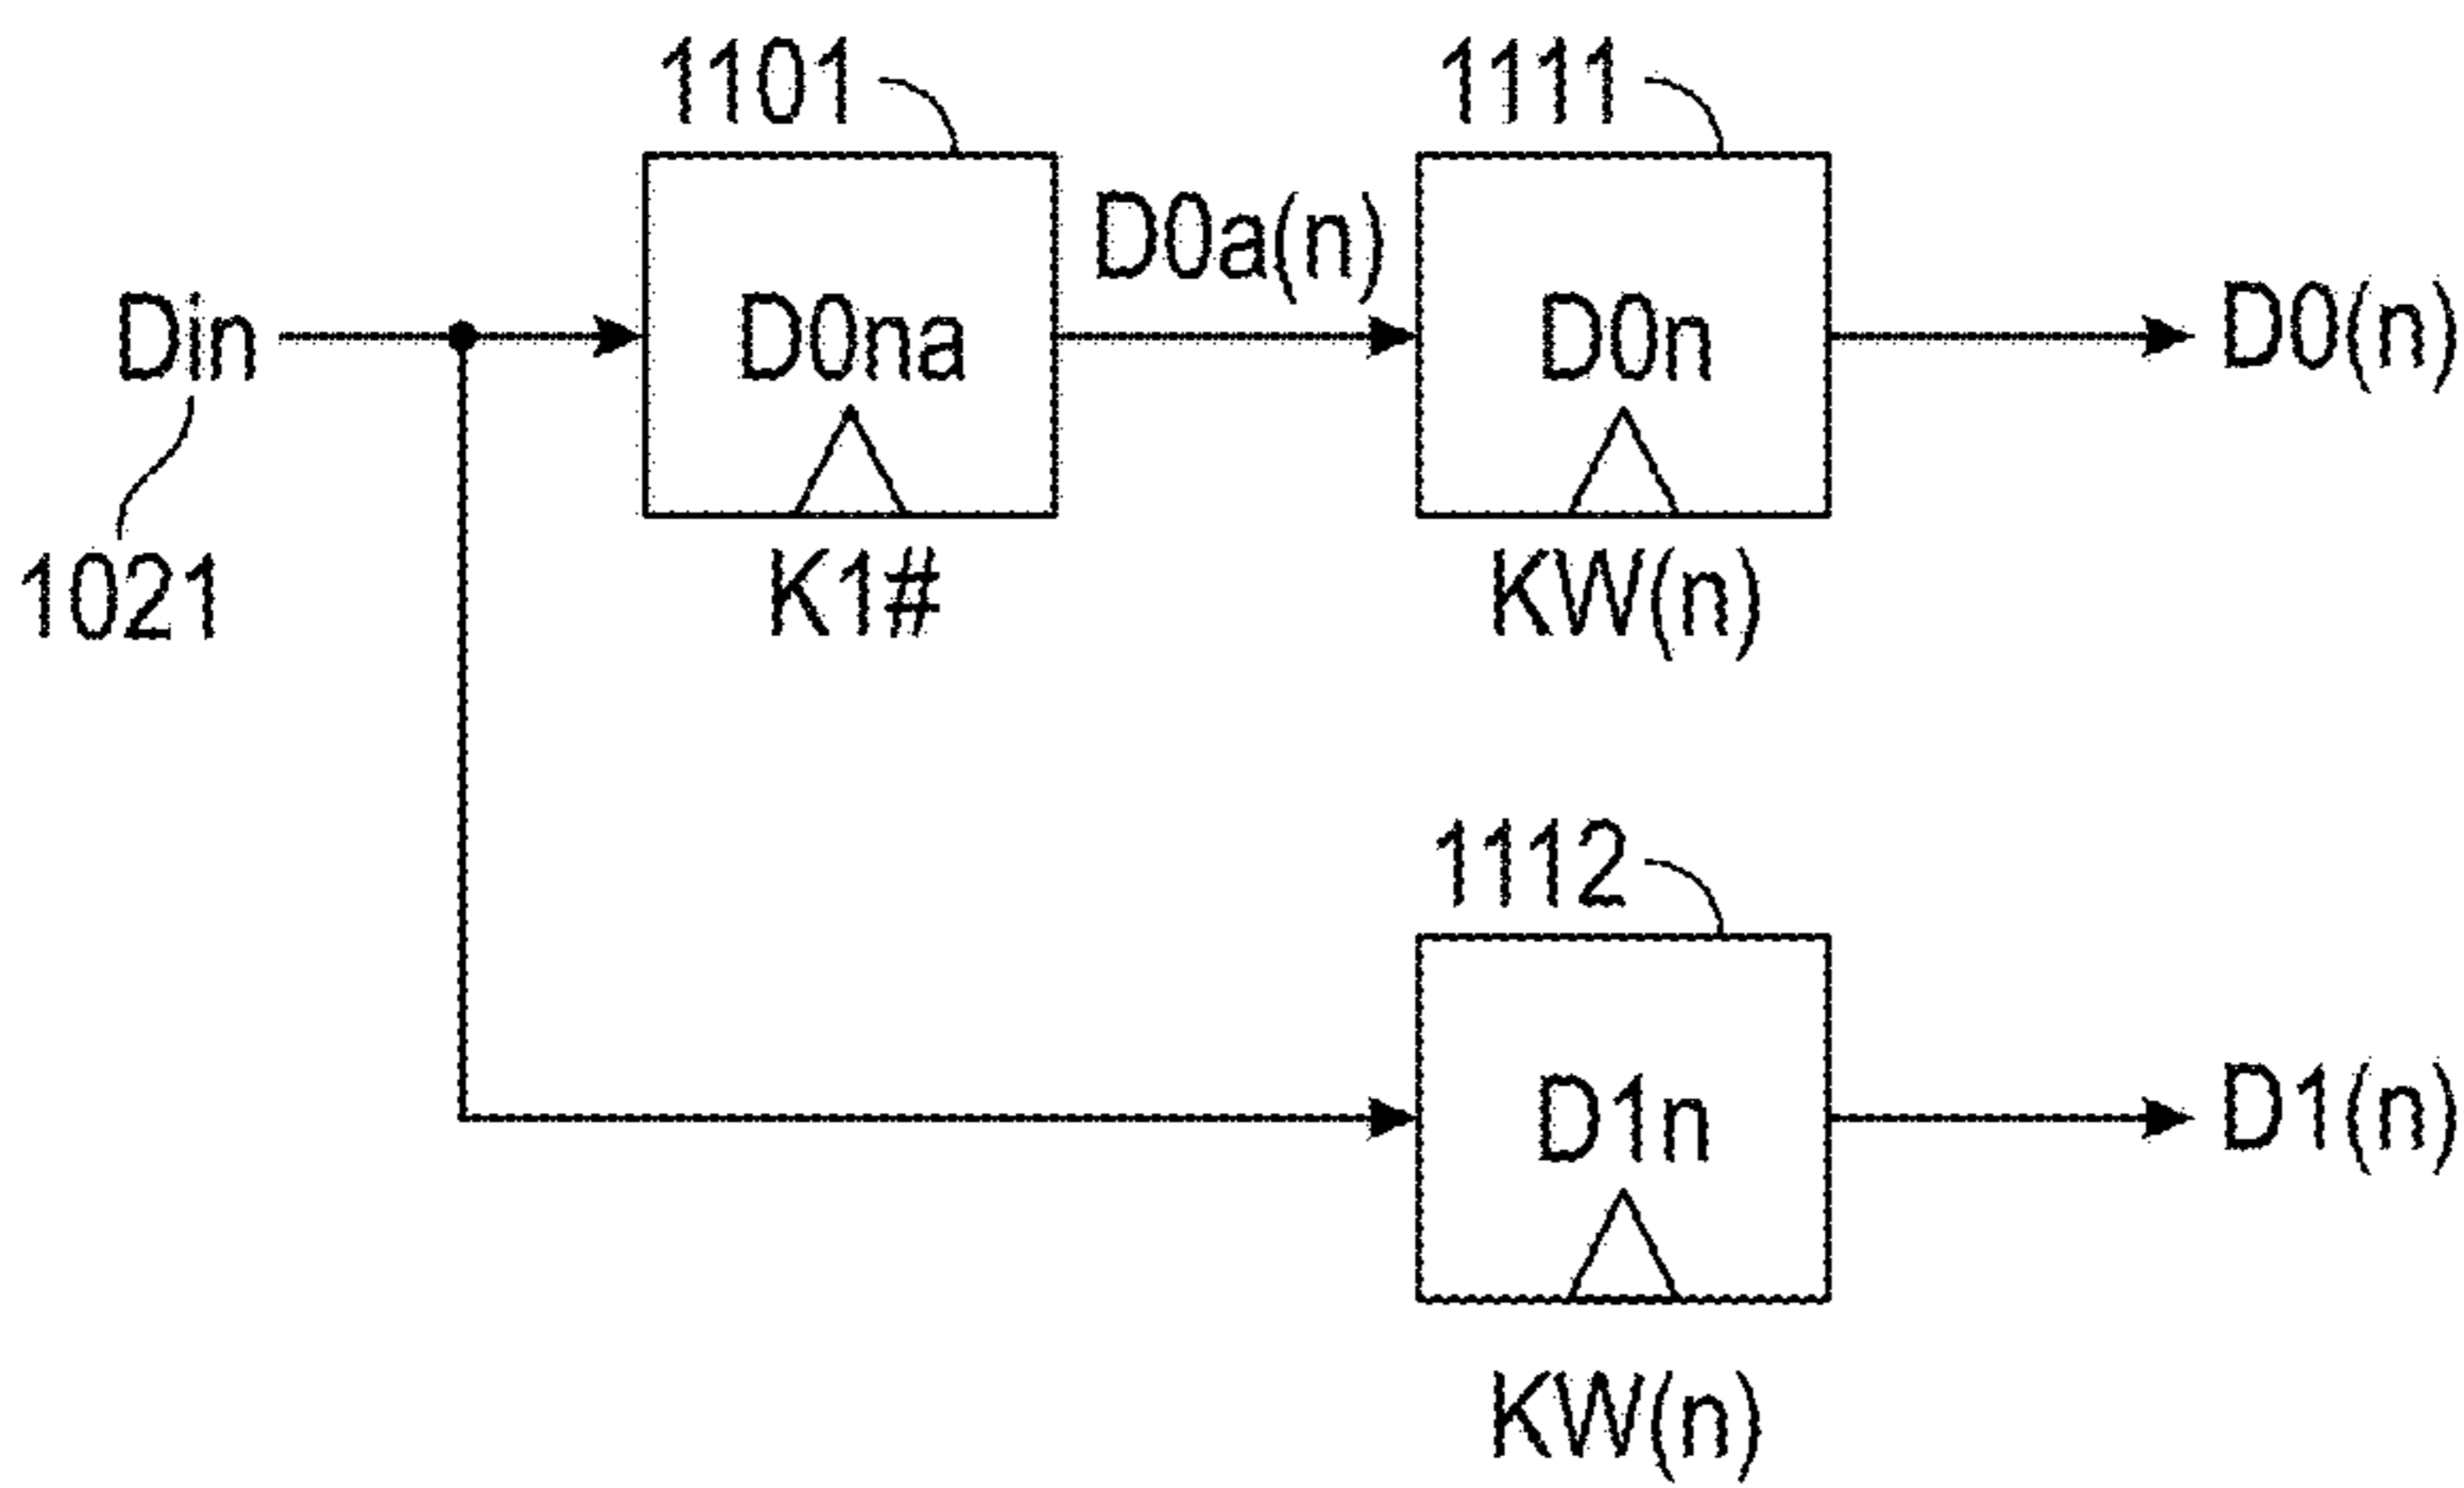 1101
1111
D0a(n)
Din
D0na
D0n
D0(n)
1021
K1#
KW(n)
1112
D1n
D1(n)
KW(n)